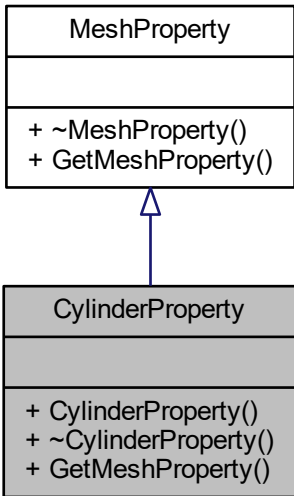 MeshProperty
+ ~MeshProperty()
+ GetMeshProperty()
CylinderProperty
+ CylinderProperty()
+ ~CylinderProperty()
+ GetMeshProperty()